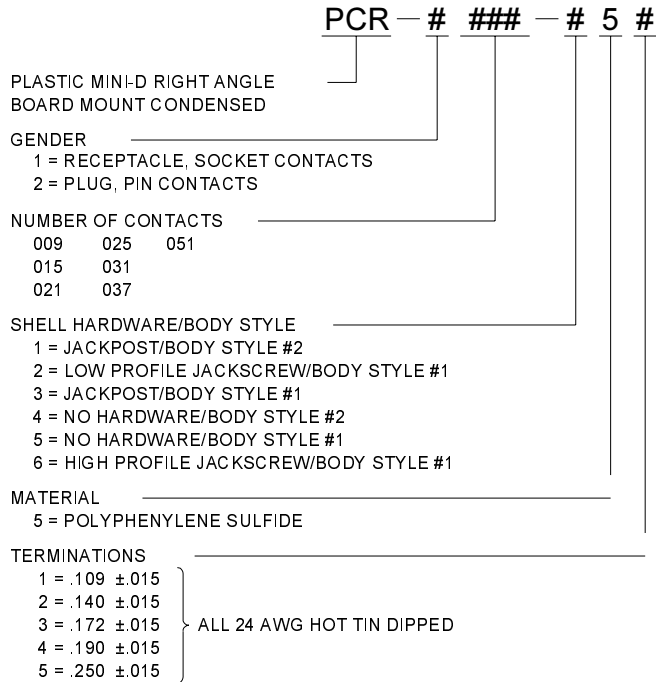 PCR — # ### — # 5 #
PLASTIC MINI-D RIGHT ANGLE
BOARD MOUNT CONDENSED
GENDER
1 = RECEPTACLE, SOCKET CONTACTS
2 = PLUG, PIN CONTACTS
NUMBER OF CONTACTS
009 025 051
015 031
021 037
SHELL HARDWARE/BODY STYLE
1 = JACKPOST/BODY STYLE #2
2 = LOW PROFILE JACKSCREW/BODY STYLE #1
3 = JACKPOST/BODY STYLE #1
4 = NO HARDWARE/BODY STYLE #2
5 = NO HARDWARE/BODY STYLE #1
6 = HIGH PROFILE JACKSCREW/BODY STYLE #1
MATERIAL
5 = POLYPHENYLENE SULFIDE
TERMINATIONS
1 = .109 ±.015
2 = .140 ±.015
3 = .172 ±.015 ALL 24 AWG HOT TIN DIPPED
4 = .190 ±.015
5 = .250 ±.015